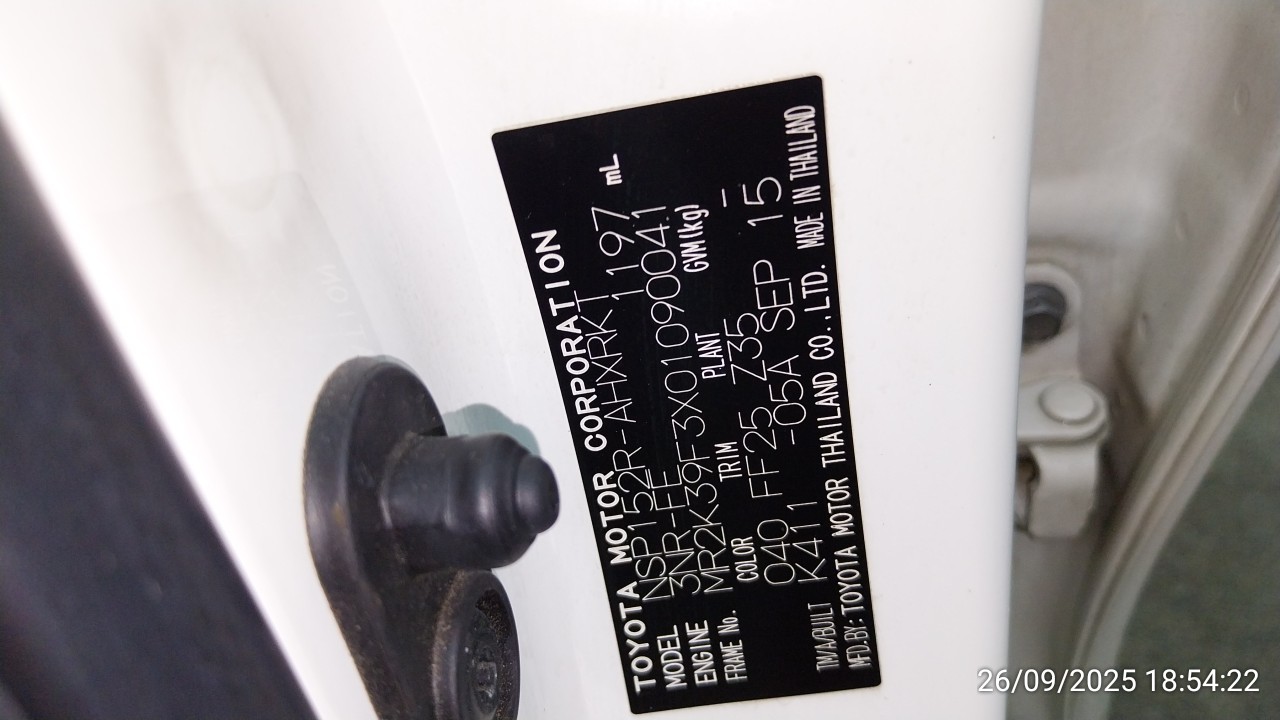 TOYOTA MOTOR CORPORATION
MODEL NSP152R-AHXRKT
ENGINE 3NR-FE 1197 mL
FRAME No. MR2K39F3X01090041
COLOR TRIM PLANT GVM(kg)
040 FF25 Z35 —
TM/A/BUILT K411 -05A SEP 15
MFD.BY: TOYOTA MOTOR THAILAND CO.,LTD. MADE IN THAILAND
26/09/2025 18:54:22